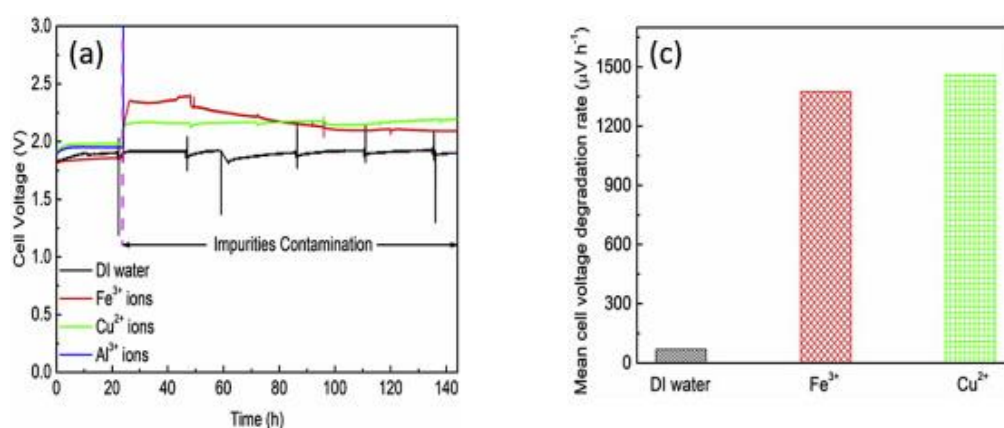 (a)
3.0
2.5
2.0
1.5
1.0
0.5
0.0
Cell Voltage (V)
Impurities Contamination
DI water
Fe³⁺ ions
Cu²⁺ ions
Al³⁺ ions
0 20 40 60 80 100 120 140
Time (h)
(c)
1500
1200
900
600
300
0
Mean cell voltage degradation rate (μV h⁻¹)
DI water Fe³⁺ Cu²⁺